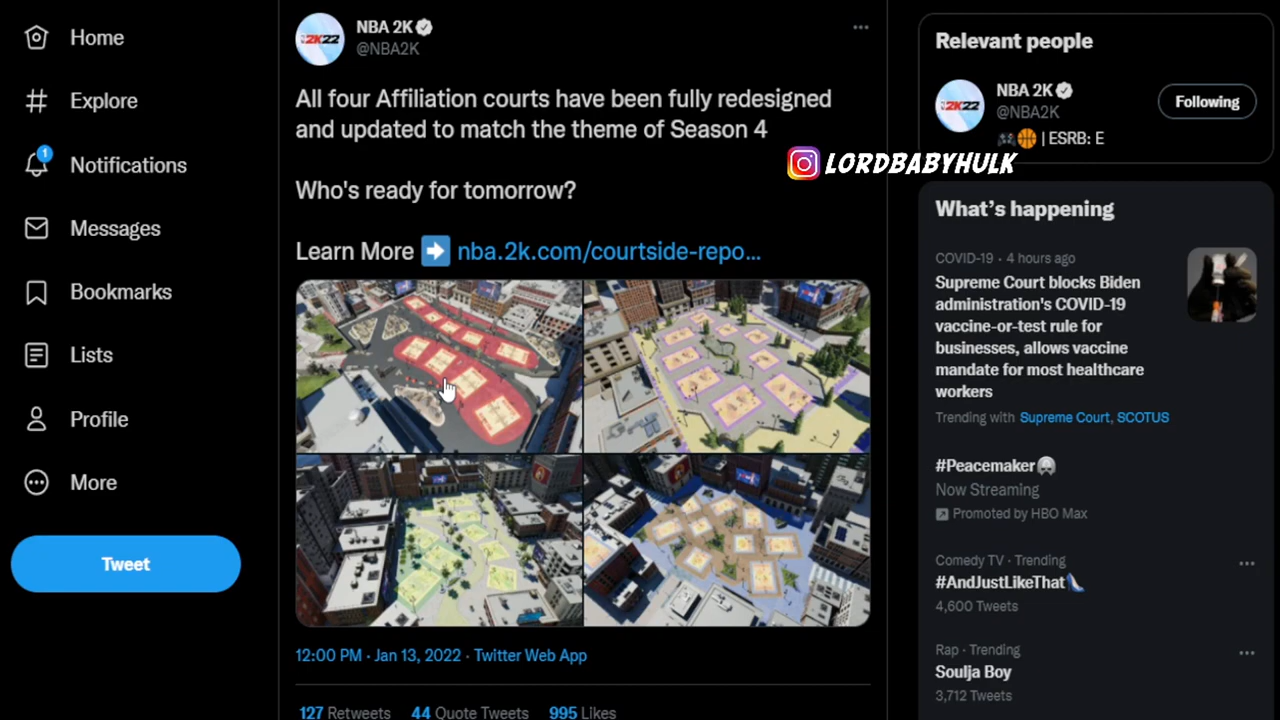 Home
Explore
1
Notifications
Messages
Bookmarks
Lists
Profile
More
Tweet
2K22
NBA 2K
@NBA2K
All four Affiliation courts have been fully redesigned
and updated to match the theme of Season 4
Who's ready for tomorrow?
Learn More ➡️ nba.2k.com/courtside-repo...
12:00 PM · Jan 13, 2022 · Twitter Web App
127 Retweets 44 Quote Tweets 995 Likes
Relevant people
2K22
NBA 2K
@NBA2K
Following
🎮🏀 | ESRB: E
LORDBABYHULK
What's happening
COVID-19 · 4 hours ago
Supreme Court blocks Biden
administration's COVID-19
vaccine-or-test rule for
businesses, allows vaccine
mandate for most healthcare
workers
Trending with Supreme Court, SCOTUS
#Peacemaker
Now Streaming
Promoted by HBO Max
Comedy TV · Trending
#AndJustLikeThat
4,600 Tweets
Rap · Trending
Soulja Boy
3,712 Tweets